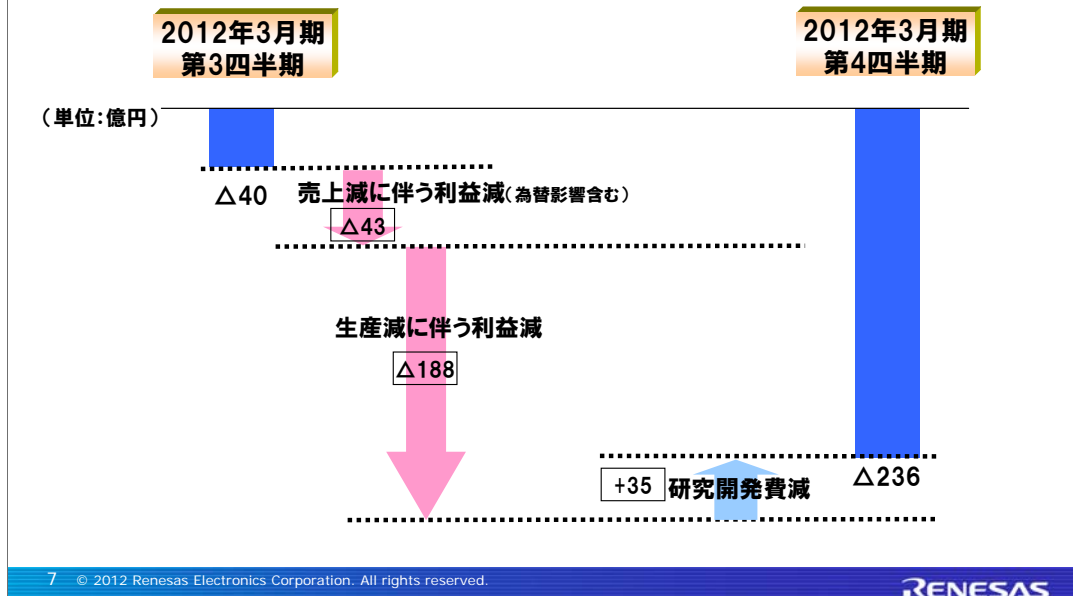 2012年3月期
第3四半期
2012年3月期
第4四半期
(単位:億円)
△40
売上減に伴う利益減(為替影響含む)
△43
生産減に伴う利益減
△188
+35 研究開発費減
△236
7 © 2012 Renesas Electronics Corporation. All rights reserved.
RENESAS